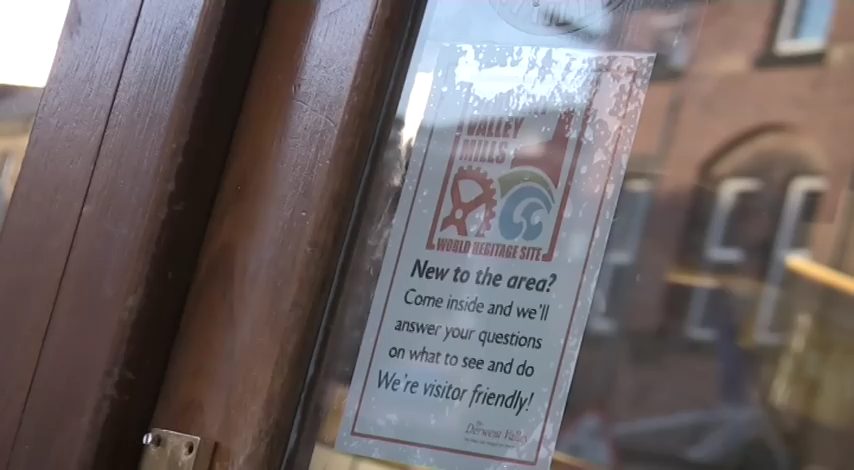 VALLEY
MILLS
WORLD HERITAGE SITE
New to the area?
Come inside and we'll
answer your questions
on what to see and do
We're visitor friendly!
Derwent Valley